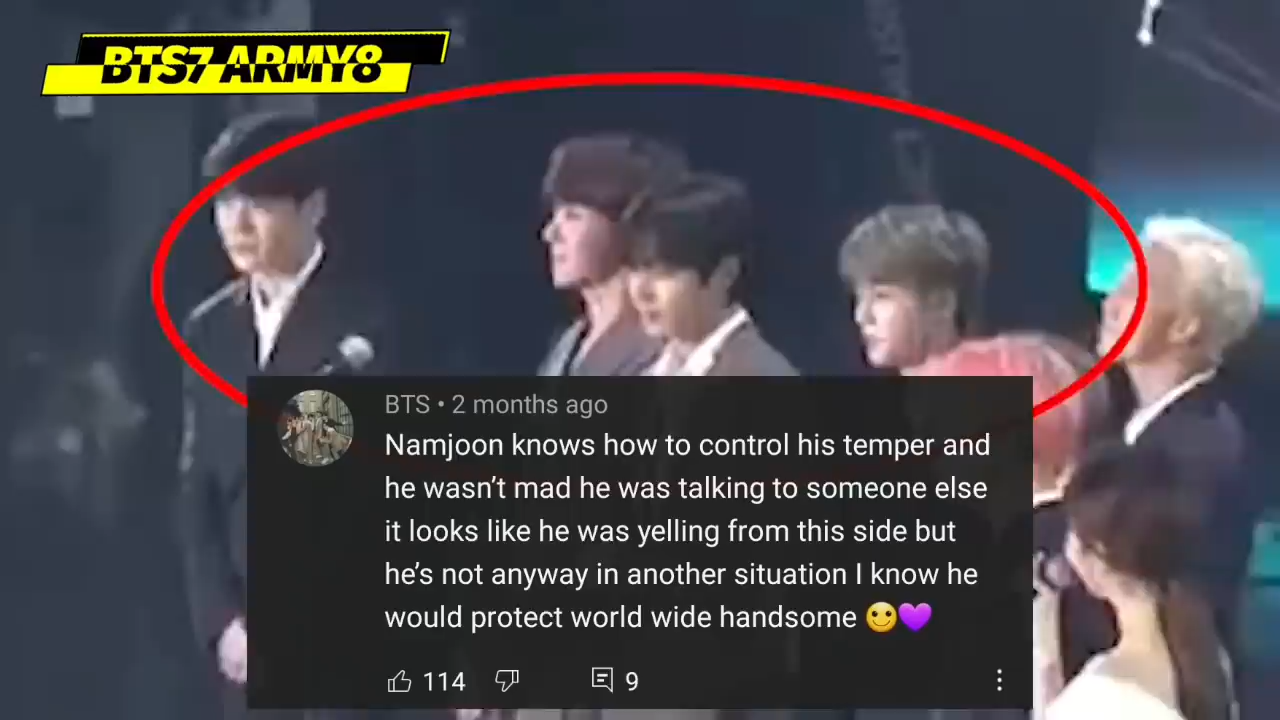 BTS7 ARMY8
BTS • 2 months ago
Namjoon knows how to control his temper and
he wasn’t mad he was talking to someone else
it looks like he was yelling from this side but
he’s not anyway in another situation I know he
would protect world wide handsome 🙂💜
114
9